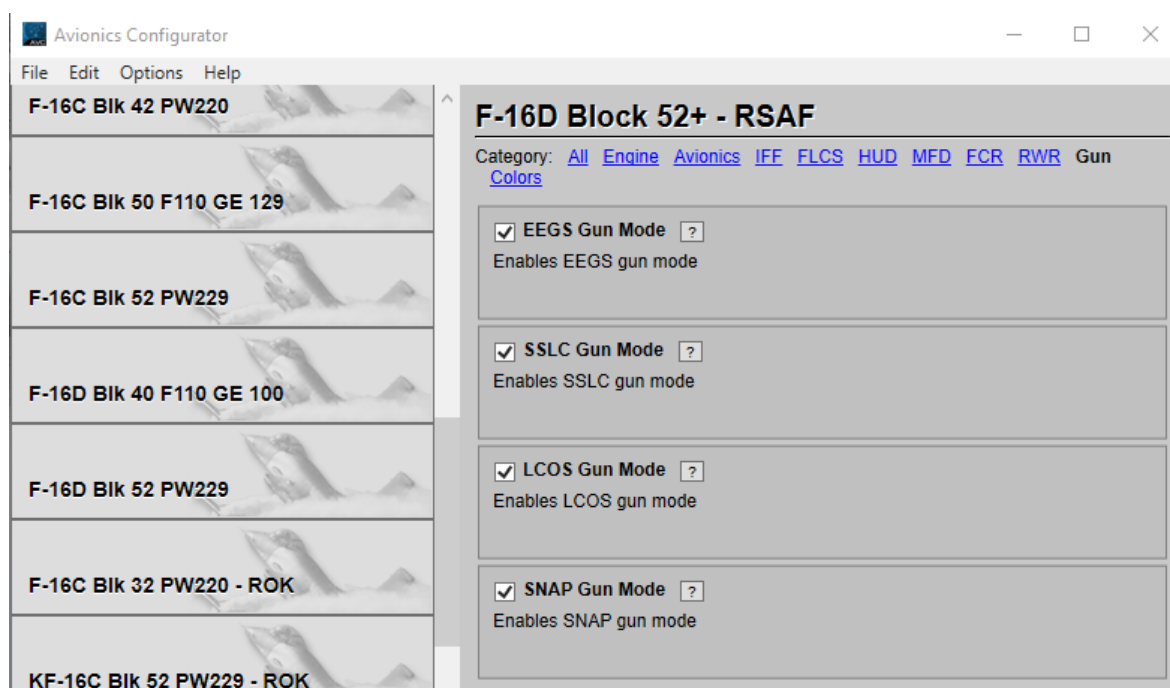 Avionics Configurator
File Edit Options Help
F-16C Blk 42 PW220
F-16C Blk 50 F110 GE 129
F-16C Blk 52 PW229
F-16D Blk 40 F110 GE 100
F-16D Blk 52 PW229
F-16C Blk 32 PW220 - ROK
KF-16C Blk 52 PW229 - ROK
F-16D Block 52+ - RSAF
Category: All Engine Avionics IFF FLCS HUD MFD FCR RWR Gun
Colors
EEGS Gun Mode ?
Enables EEGS gun mode
SSLC Gun Mode ?
Enables SSLC gun mode
LCOS Gun Mode ?
Enables LCOS gun mode
SNAP Gun Mode ?
Enables SNAP gun mode